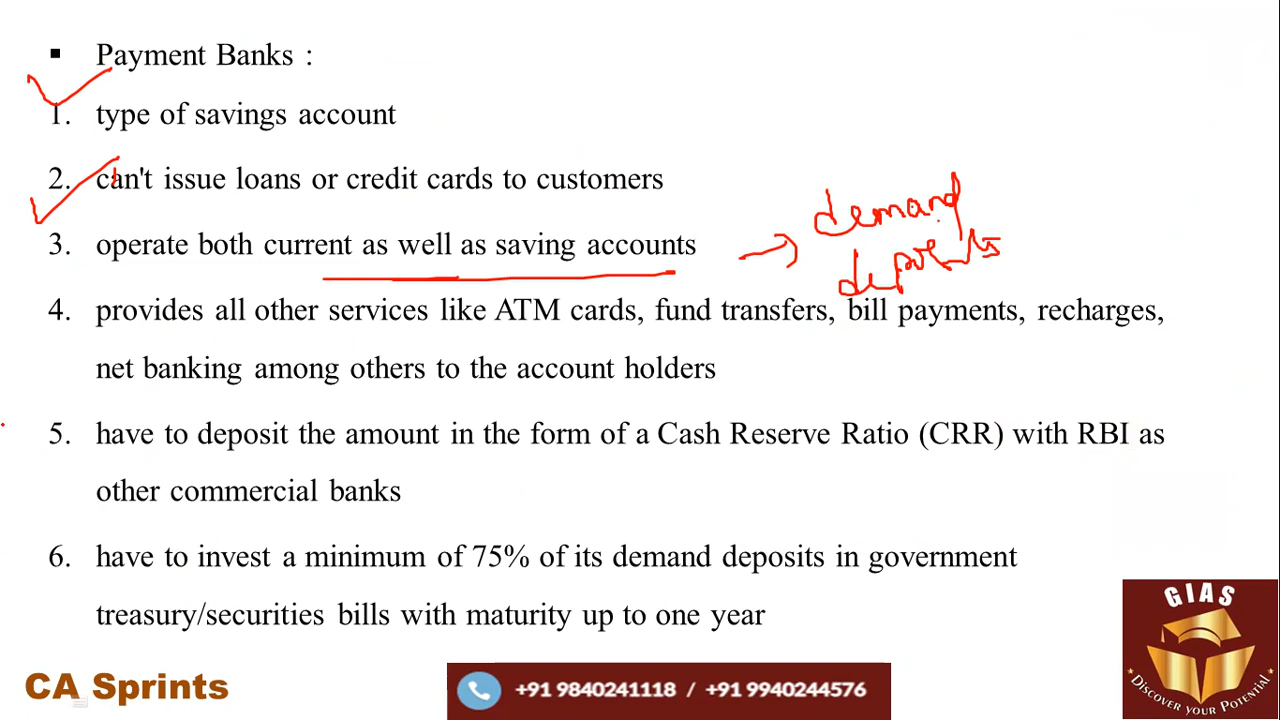 ▪ Payment Banks :
1. type of savings account
2. can't issue loans or credit cards to customers
3. operate both current as well as saving accounts
demand
deposits
4. provides all other services like ATM cards, fund transfers, bill payments, recharges,
net banking among others to the account holders
5. have to deposit the amount in the form of a Cash Reserve Ratio (CRR) with RBI as
other commercial banks
6. have to invest a minimum of 75% of its demand deposits in government
treasury/securities bills with maturity up to one year
GIAS
DISCOVER YOUR POTENTIAL
CA Sprints
+91 9840241118 / +91 9940244576